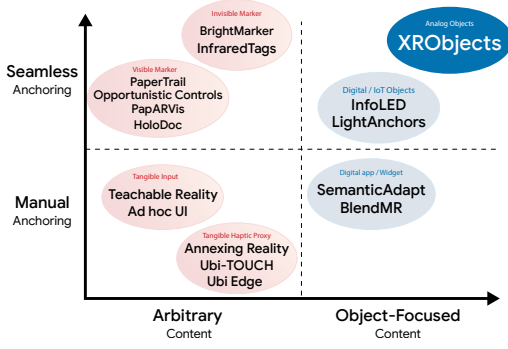 Invisible Marker
BrightMarker
InfraredTags
Analog Objects
XRObjects
Seamless
Anchoring
Visible Marker
PaperTrail
Opportunistic Controls
PapARVis
HoloDoc
Digital / IoT Objects
InfoLED
LightAnchors
Manual
Anchoring
Tangible Input
Teachable Reality
Ad hoc UI
Digital app / Widget
SemanticAdapt
BlendMR
Tangible Haptic Proxy
Annexing Reality
Ubi-TOUCH
Ubi Edge
Arbitrary
Content
Object-Focused
Content